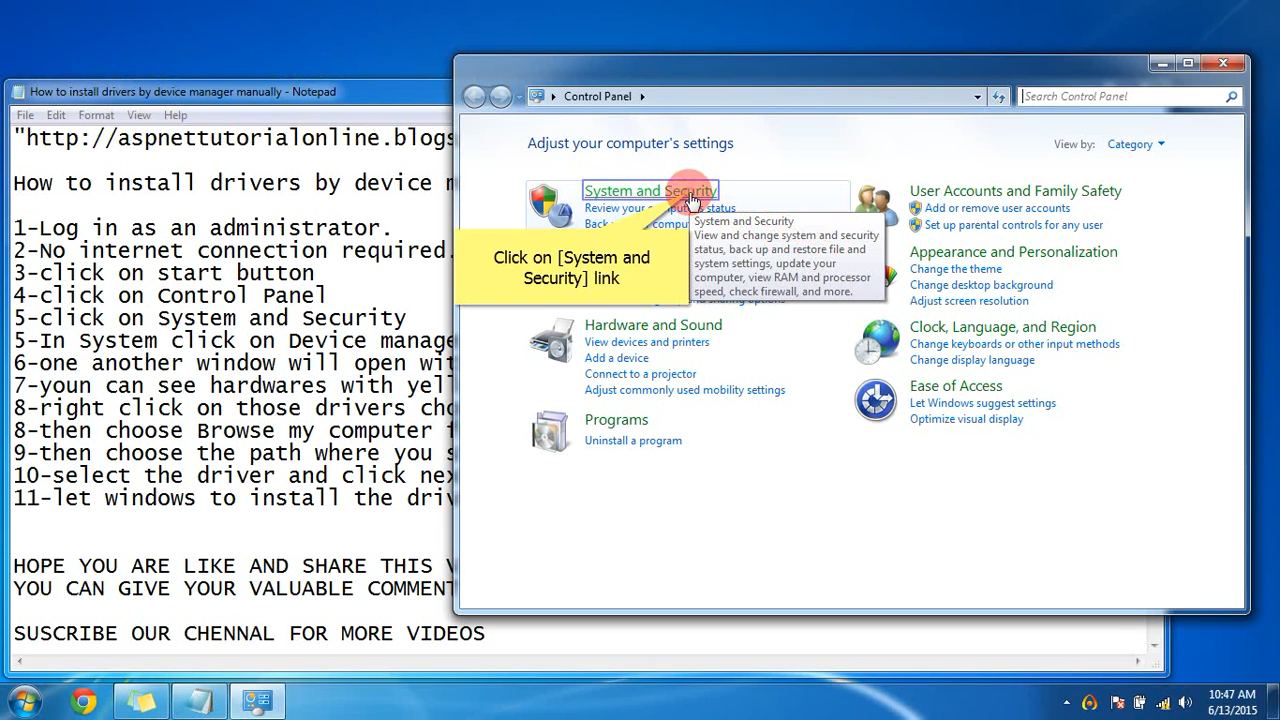 How to install drivers by device manager manually - Notepad
File Edit Format View Help
"http://aspnettutorialonline.blogs
How to install drivers by device m
1-Log in as an administrator.
2-No internet connection required.
3-click on start button
4-click on Control Panel
5-click on System and Security
5-In System click on Device manage
6-one another window will open wit
7-youn can see hardwares with yel
8-right click on those drivers cho
8-then choose Browse my computer
9-then choose the path where you s
10-select the driver and click nex
11-let windows to install the driv
HOPE YOU ARE LIKE AND SHARE THIS
YOU CAN GIVE YOUR VALUABLE COMMENT
SUSCRIBE OUR CHENNAL FOR MORE VIDEOS
Control Panel
Search Control Panel
Adjust your computer's settings
View by: Category
System and Security
Review your computer's status
Back up your compu
Click on [System and
Security] link
System and Security
View and change system and security
status, back up and restore file and
system settings, update your
computer, view RAM and processor
speed, check firewall, and more.
Hardware and Sound
View devices and printers
Add a device
Connect to a projector
Adjust commonly used mobility settings
Programs
Uninstall a program
User Accounts and Family Safety
Add or remove user accounts
Set up parental controls for any user
Appearance and Personalization
Change the theme
Change desktop background
Adjust screen resolution
Clock, Language, and Region
Change keyboards or other input methods
Change display language
Ease of Access
Let Windows suggest settings
Optimize visual display
10:47 AM
6/13/2015